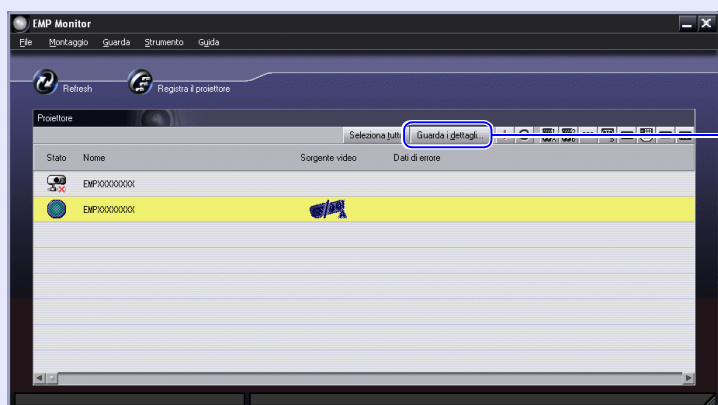 EMP Monitor
File Montaggio Guarda Strumento Guida
Refresh Registra il proiettore
Proiettore
Seleziona tutto Guarda i dettagli...
Stato Nome Sorgente video Dati di errore
EMPXXXXXXXX
EMPXXXXXXXX